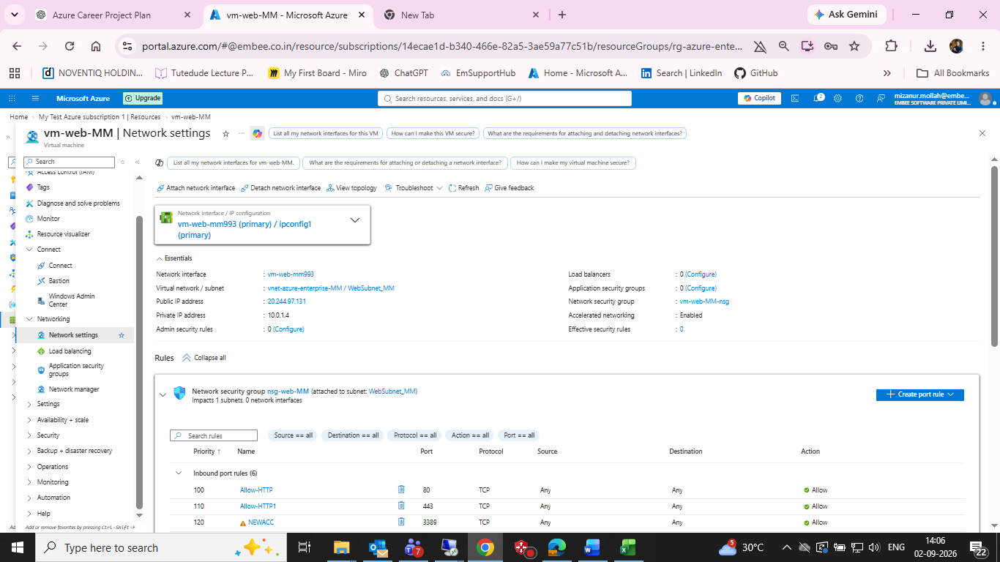 Azure Career Project Plan
vm-web-MM - Microsoft Azure
New Tab
Ask Gemini
portal.azure.com/#@embee.co.in/resource/subscriptions/14ecae1d-b340-466e-82a5-3ae59a77c51b/resourceGroups/rg-azure-ente...
NOVENTIQ HOLDIN...
Tutedude Lecture P...
My First Board - Miro
ChatGPT
EmSupportHub
Home - Microsoft A...
Search | LinkedIn
GitHub
All Bookmarks
Microsoft Azure
Upgrade
Search resources, services, and docs (G+/)
Copilot
2
mizanur.mollah@embe...
EMBEE SOFTWARE PRIVATE LIMI...
Home > My Test Azure subscription 1 | Resources > vm-web-MM
vm-web-MM | Network settings
Virtual machine
List all my network interfaces for this VM
How can I make this VM secure?
What are the requirements for attaching and detaching network interfaces?
Search
List all my network interfaces for vm-web-MM.
What are the requirements for attaching or detaching a network interface?
How can I make my virtual machine secure?
Access control (IAM)
Tags
Diagnose and solve problems
Monitor
Resource visualizer
Connect
Connect
Bastion
Windows Admin
Center
Networking
Network settings
Load balancing
Application security
groups
Network manager
Settings
Availability + scale
Security
Backup + disaster recovery
Operations
Monitoring
Automation
Help
Add or remove favorites by pressing Ctrl+Shift+F
Attach network interface
Detach network interface
View topology
Troubleshoot
Refresh
Give feedback
Network interface / IP configuration
vm-web-mm993 (primary) / ipconfig1
(primary)
Essentials
Network interface : vm-web-mm993
Virtual network / subnet : vnet-azure-enterprise-MM / WebSubnet_MM
Public IP address : 20.244.97.131
Private IP address : 10.0.1.4
Admin security rules : 0 (Configure)
Load balancers : 0 (Configure)
Application security groups : 0 (Configure)
Network security group : vm-web-MM-nsg
Accelerated networking : Enabled
Effective security rules : 0
Rules
Collapse all
Network security group nsg-web-MM (attached to subnet: WebSubnet_MM)
Impacts 1 subnets, 0 network interfaces
Create port rule
Search rules
Source == all
Destination == all
Protocol == all
Action == all
Port == all
Priority ↑ Name Port Protocol Source Destination Action
Inbound port rules (6)
100 Allow-HTTP 80 TCP Any Any Allow
110 Allow-HTTP1 443 TCP Any Any Allow
120 NEWACC 3389 TCP Any Any Allow
Type here to search
7
5
30°C
ENG
14:06
02-09-2026
22